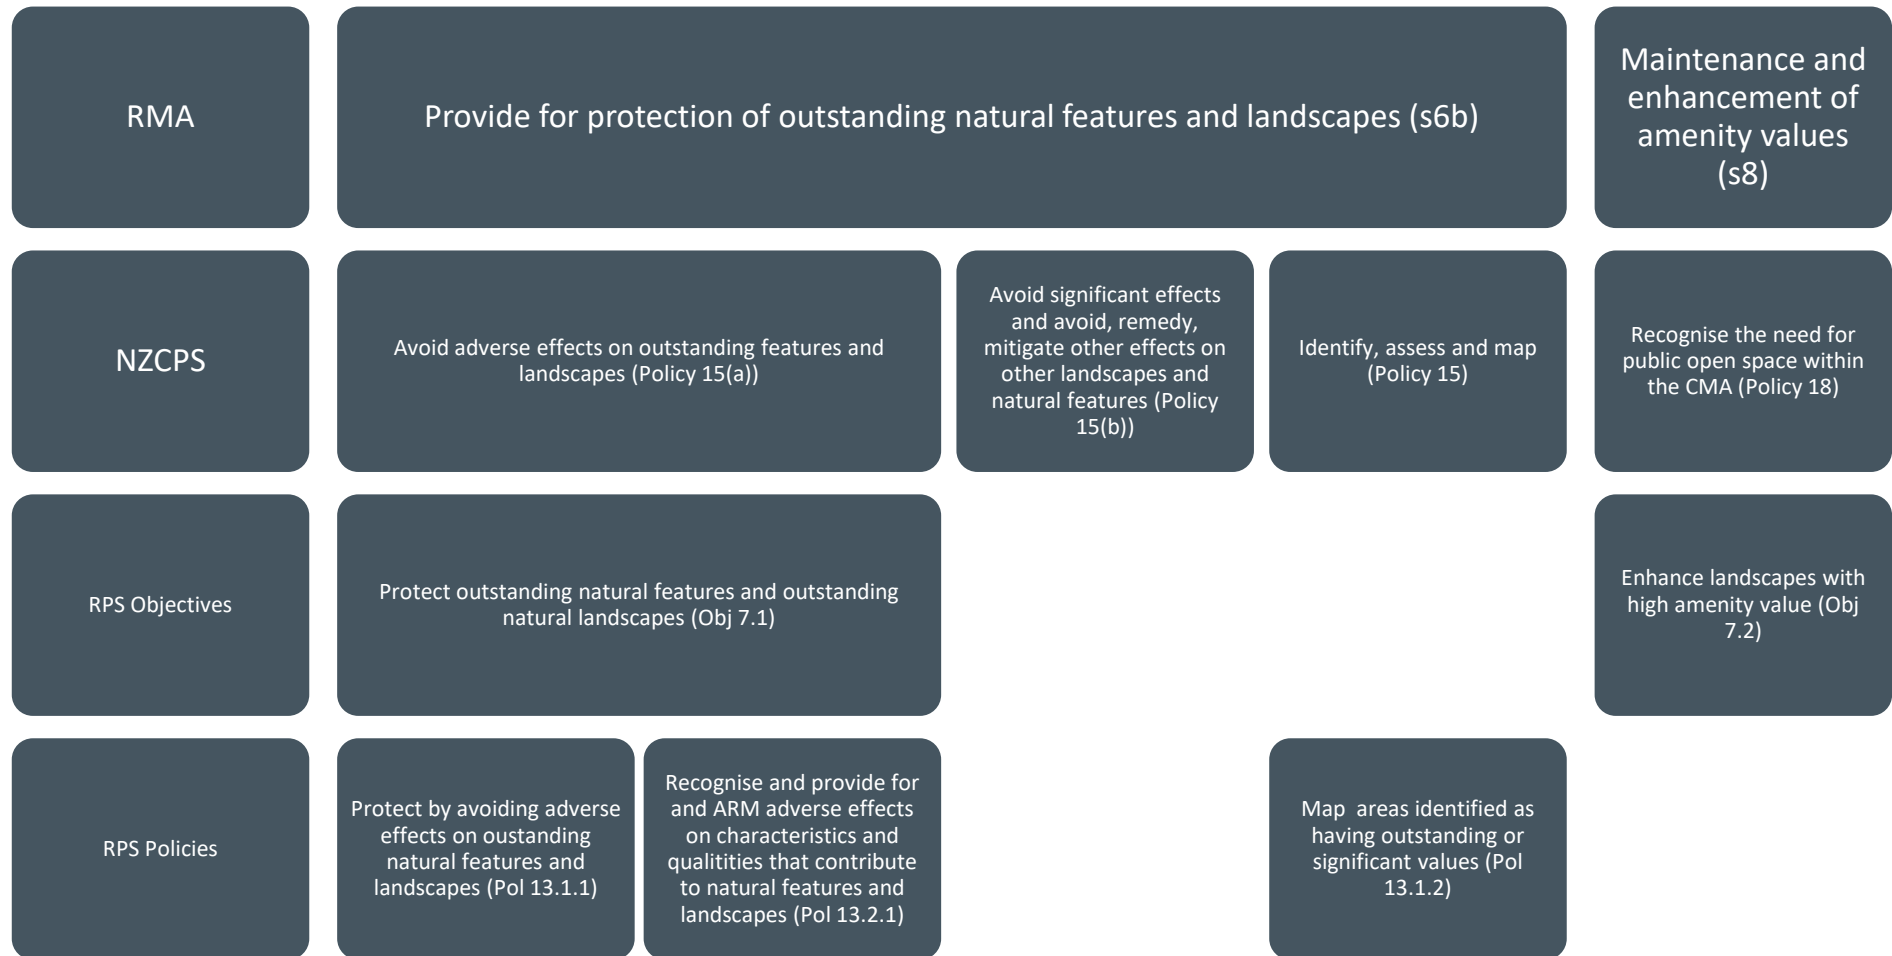 RMA
Provide for protection of outstanding natural features and landscapes (s6b)
Maintenance and
enhancement of
amenity values
(s8)
NZCPS
Avoid adverse effects on outstanding features and
landscapes (Policy 15(a))
Avoid significant effects
and avoid, remedy,
mitigate other effects on
other landscapes and
natural features (Policy
15(b))
Identify, assess and map
(Policy 15)
Recognise the need for
public open space within
the CMA (Policy 18)
RPS Objectives
Protect outstanding natural features and outstanding
natural landscapes (Obj 7.1)
Enhance landscapes with
high amenity value (Obj
7.2)
RPS Policies
Protect by avoiding adverse
effects on oustanding
natural features and
landscapes (Pol 13.1.1)
Recognise and provide for
and ARM adverse effects
on characteristics and
qualitities that contribute
to natural features and
landscapes (Pol 13.2.1)
Map  areas identified as
having outstanding or
significant values (Pol
13.1.2)